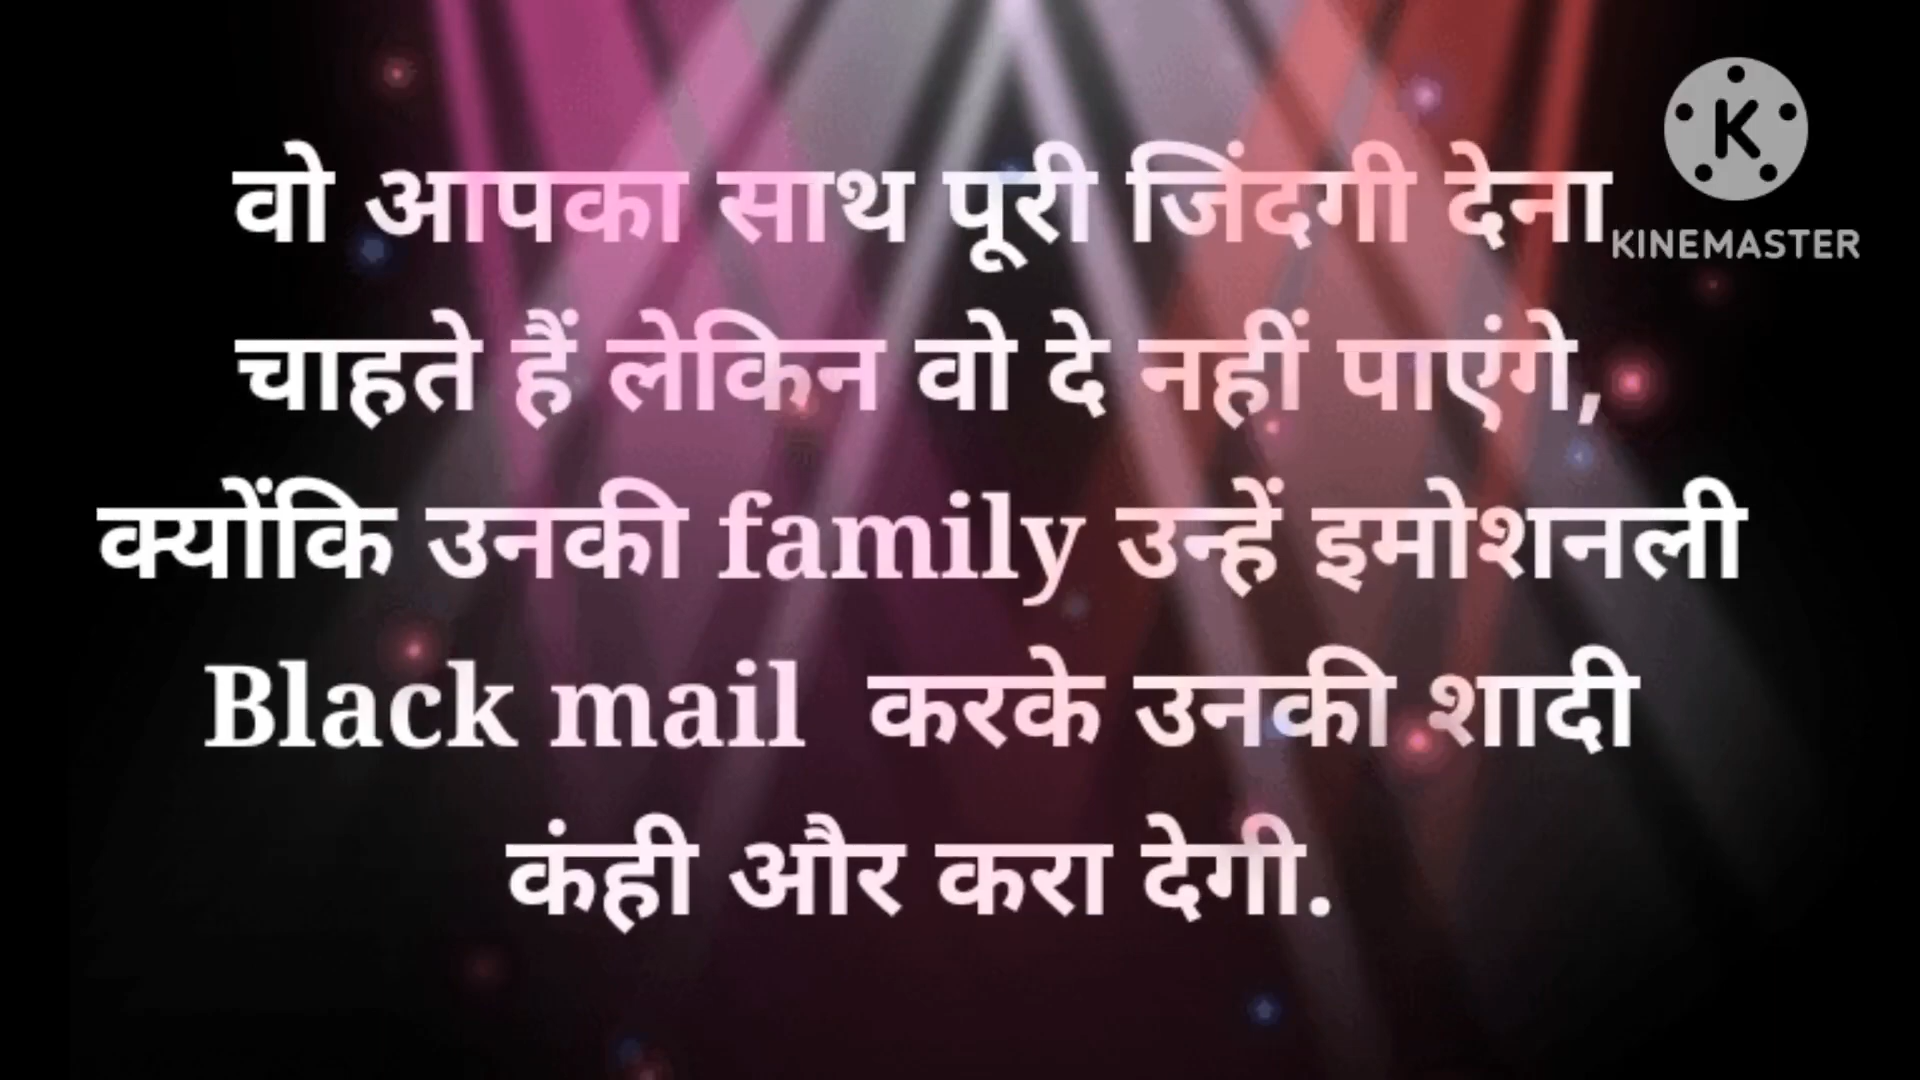 वो आपका साथ पूरी जिंदगी देना
चाहते हैं लेकिन वो दे नहीं पाएंगे,
क्योंकि उनकी family उन्हें इमोशनली
Black mail करके उनकी शादी
कंही और करा देगी.
K
KINEMASTER